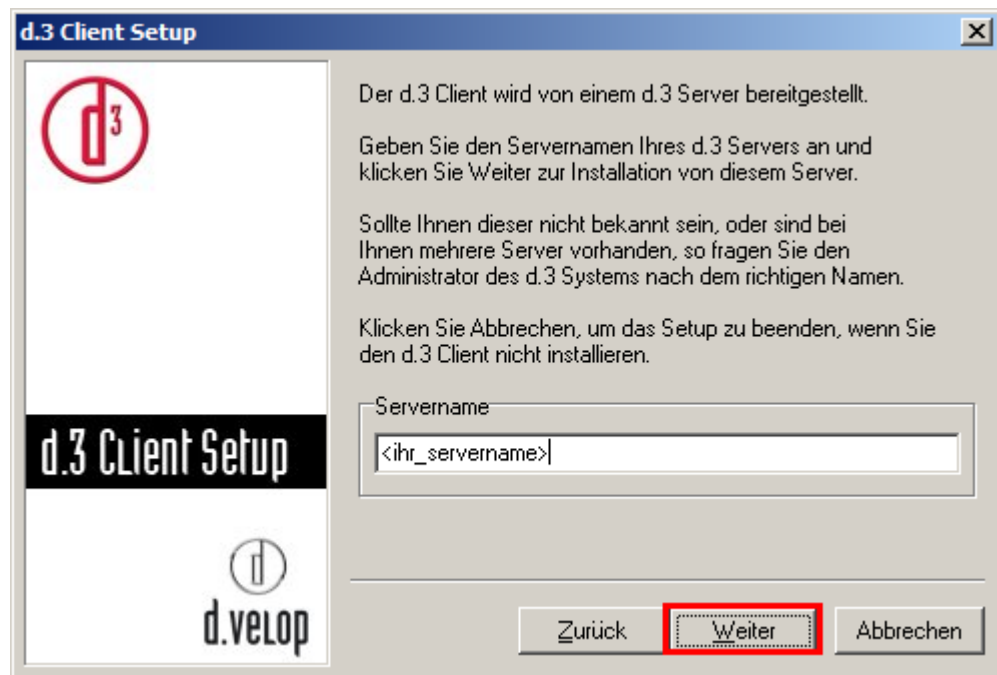 d.3 Client Setup
d3
Der d.3 Client wird von einem d.3 Server bereitgestellt.
Geben Sie den Servernamen Ihres d.3 Servers an und
klicken Sie Weiter zur Installation von diesem Server.
Sollte Ihnen dieser nicht bekannt sein, oder sind bei
Ihnen mehrere Server vorhanden, so fragen Sie den
Administrator des d.3 Systems nach dem richtigen Namen.
Klicken Sie Abbrechen, um das Setup zu beenden, wenn Sie
den d.3 Client nicht installieren.
Servername
<ihr_servername>
d.3 CLient Setup
d
d.veLop
Zurück
Weiter
Abbrechen